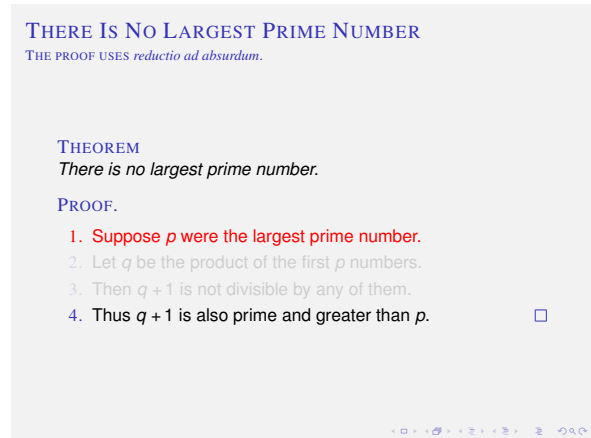 THERE IS NO LARGEST PRIME NUMBER
THE PROOF USES reductio ad absurdum.
THEOREM
There is no largest prime number.
PROOF.
1. Suppose p were the largest prime number.
2. Let q be the product of the first p numbers.
3. Then q + 1 is not divisible by any of them.
4. Thus q + 1 is also prime and greater than p. □